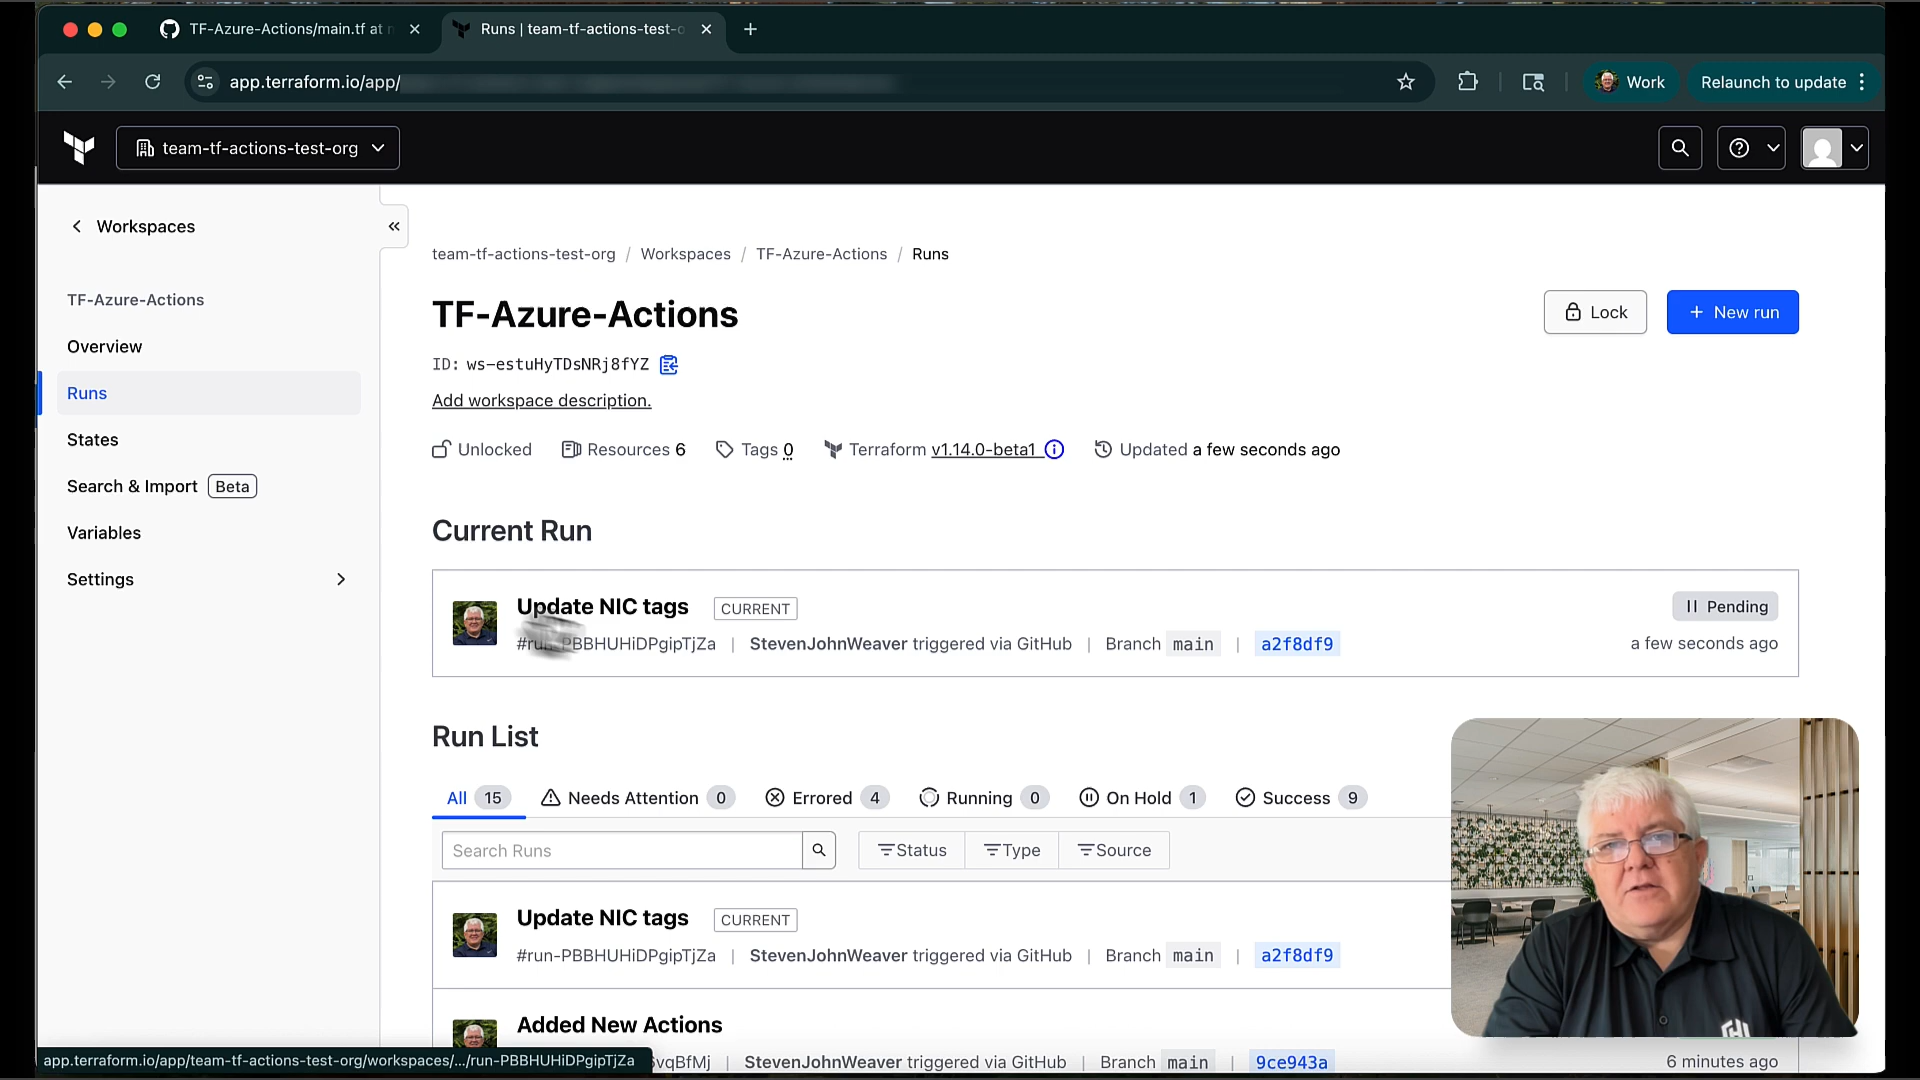 TF-Azure-Actions/main.tf at
Runs | team-tf-actions-test-o
app.terraform.io/app/
Work
Relaunch to update
team-tf-actions-test-org
Workspaces
TF-Azure-Actions
Overview
Runs
States
Search & Import Beta
Variables
Settings
team-tf-actions-test-org / Workspaces / TF-Azure-Actions / Runs
TF-Azure-Actions
Lock
+ New run
ID: ws-estuHyTDsNRj8fYZ
Add workspace description.
Unlocked Resources 6 Tags 0 Terraform v1.14.0-beta1 Updated a few seconds ago
Current Run
Update NIC tags CURRENT
Pending
#run-PBBHUHiDPgipTjZa | StevenJohnWeaver triggered via GitHub | Branch main | a2f8df9
a few seconds ago
Run List
All 15 Needs Attention 0 Errored 4 Running 0 On Hold 1 Success 9
Search Runs
Status Type Source
Update NIC tags CURRENT
#run-PBBHUHiDPgipTjZa | StevenJohnWeaver triggered via GitHub | Branch main | a2f8df9
Added New Actions
vqBfMj | StevenJohnWeaver triggered via GitHub | Branch main | 9ce943a
6 minutes ago
app.terraform.io/app/team-tf-actions-test-org/workspaces/.../run-PBBHUHiDPgipTjZa